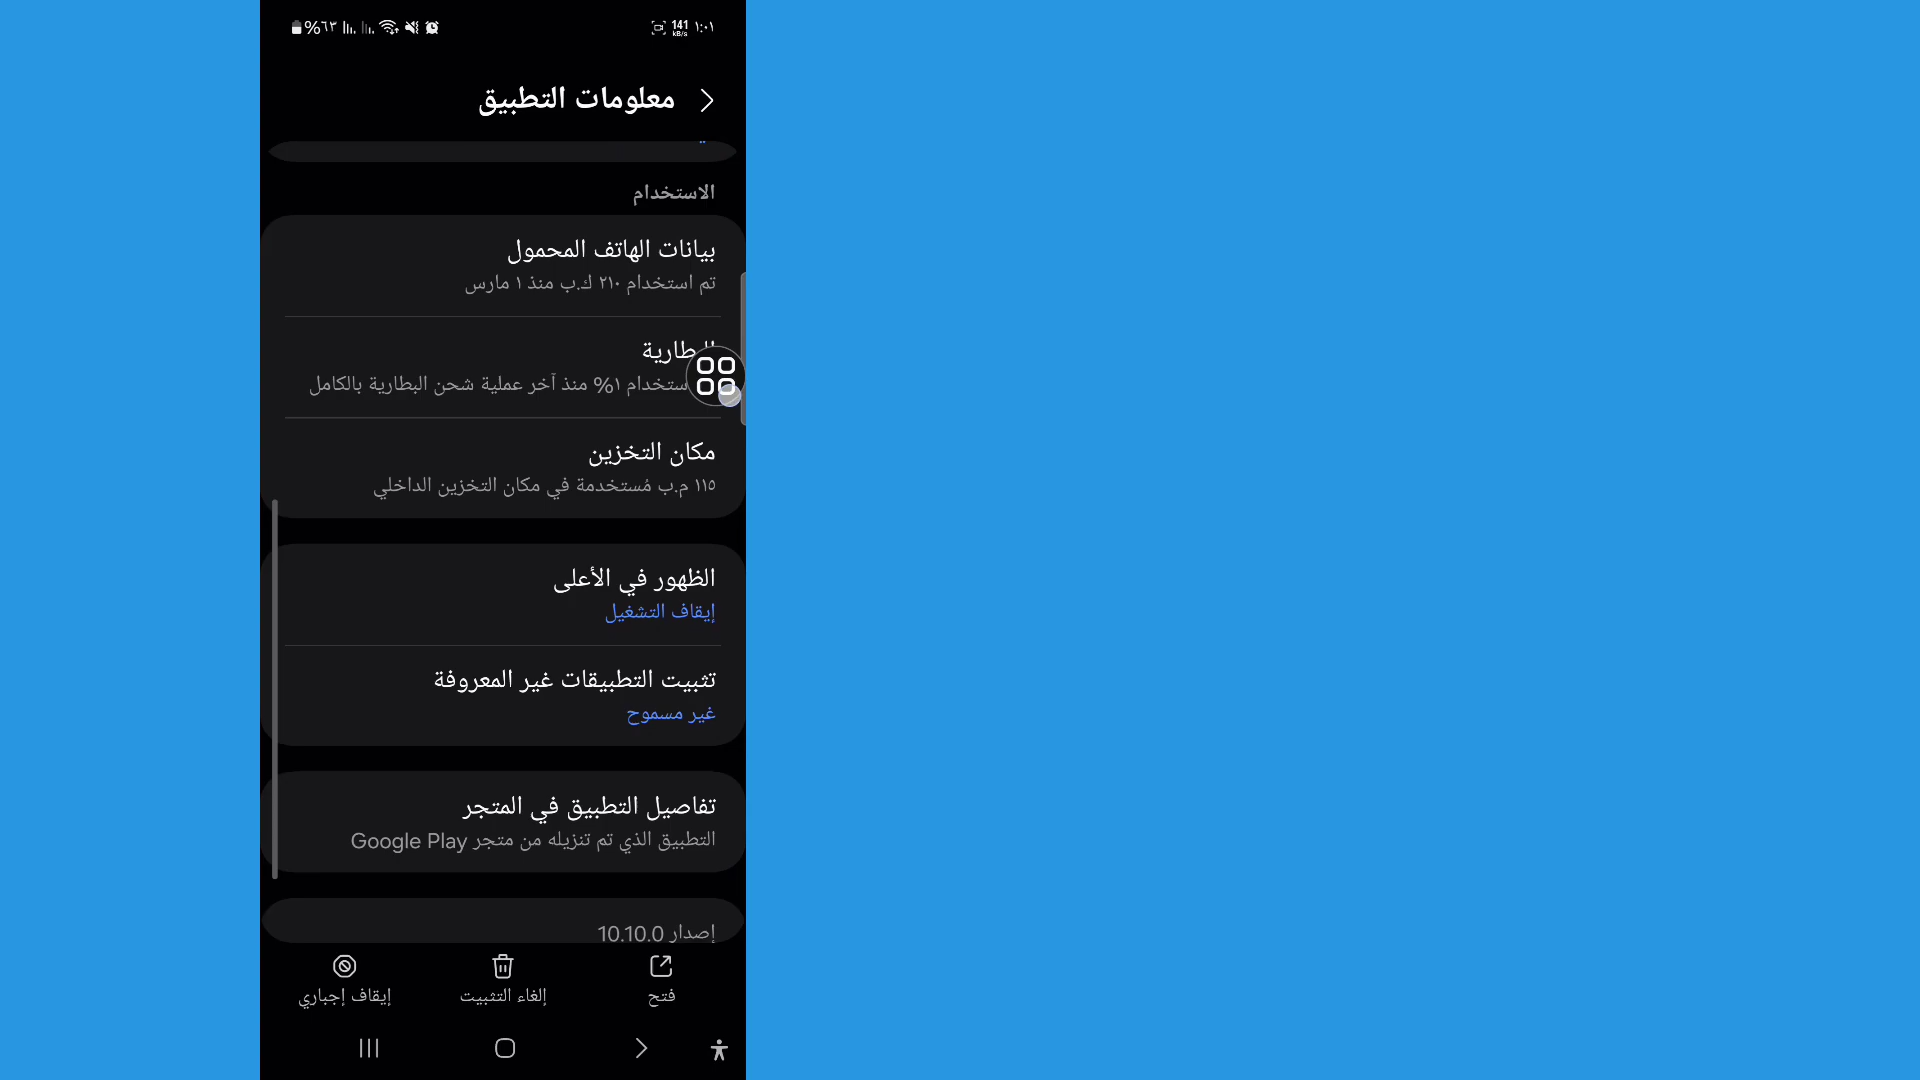 %٦٣
141
kB/s
١:٠١
معلومات التطبيق
الاستخدام
بيانات الهاتف المحمول
تم استخدام ٢١٠ ك.ب منذ ١ مارس
البطارية
ستخدام ١% منذ آخر عملية شحن البطارية بالكامل
مكان التخزين
١١٥ م.ب مُستخدمة في مكان التخزين الداخلي
الظهور في الأعلى
إيقاف التشغيل
تثبيت التطبيقات غير المعروفة
غير مسموح
تفاصيل التطبيق في المتجر
التطبيق الذي تم تنزيله من متجر Google Play
إصدار 10.10.0
فتح
إلغاء التثبيت
إيقاف إجباري